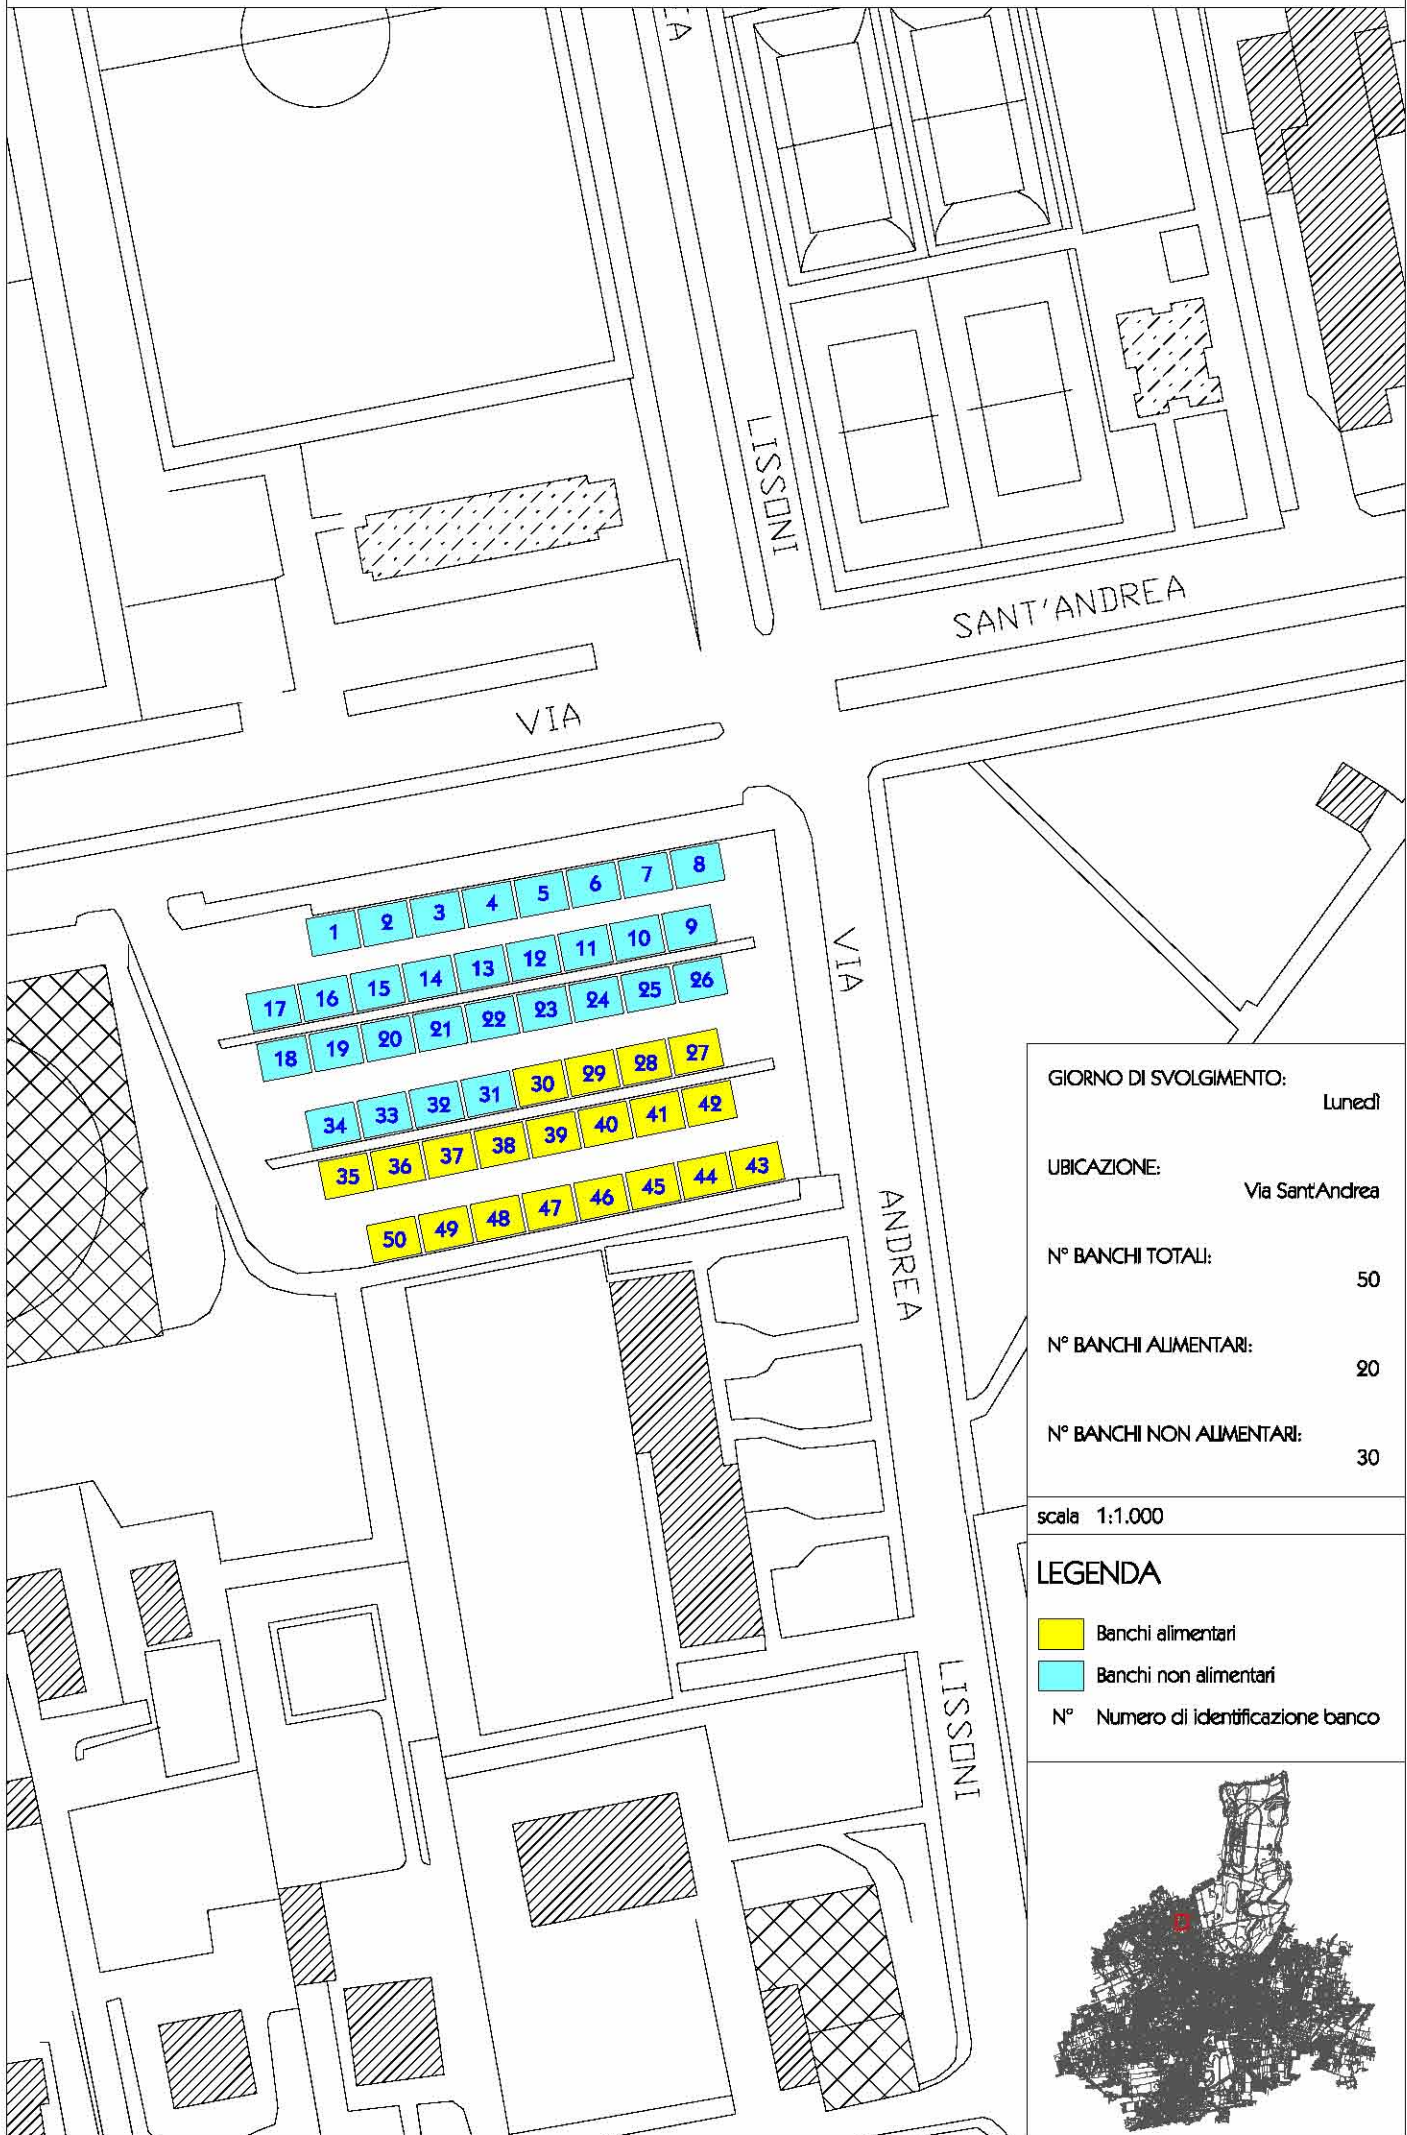 EA
LISSONI
SANT'ANDREA
VIA
8
7
6
5
4
3
2
1
9
10
11
12
13
14
15
16
17
26
25
24
23
22
21
20
19
18
27
28
29
30
31
32
33
34
42
41
40
39
38
37
36
35
43
44
45
46
47
48
49
50
VIA
ANDREA
LISSONI
GIORNO DI SVOLGIMENTO:
Lunedì
UBICAZIONE:
Via Sant'Andrea
N° BANCHI TOTALI:
50
N° BANCHI ALIMENTARI:
20
N° BANCHI NON ALIMENTARI:
30
scala 1:1.000
LEGENDA
Banchi alimentari
Banchi non alimentari
N° Numero di identificazione banco